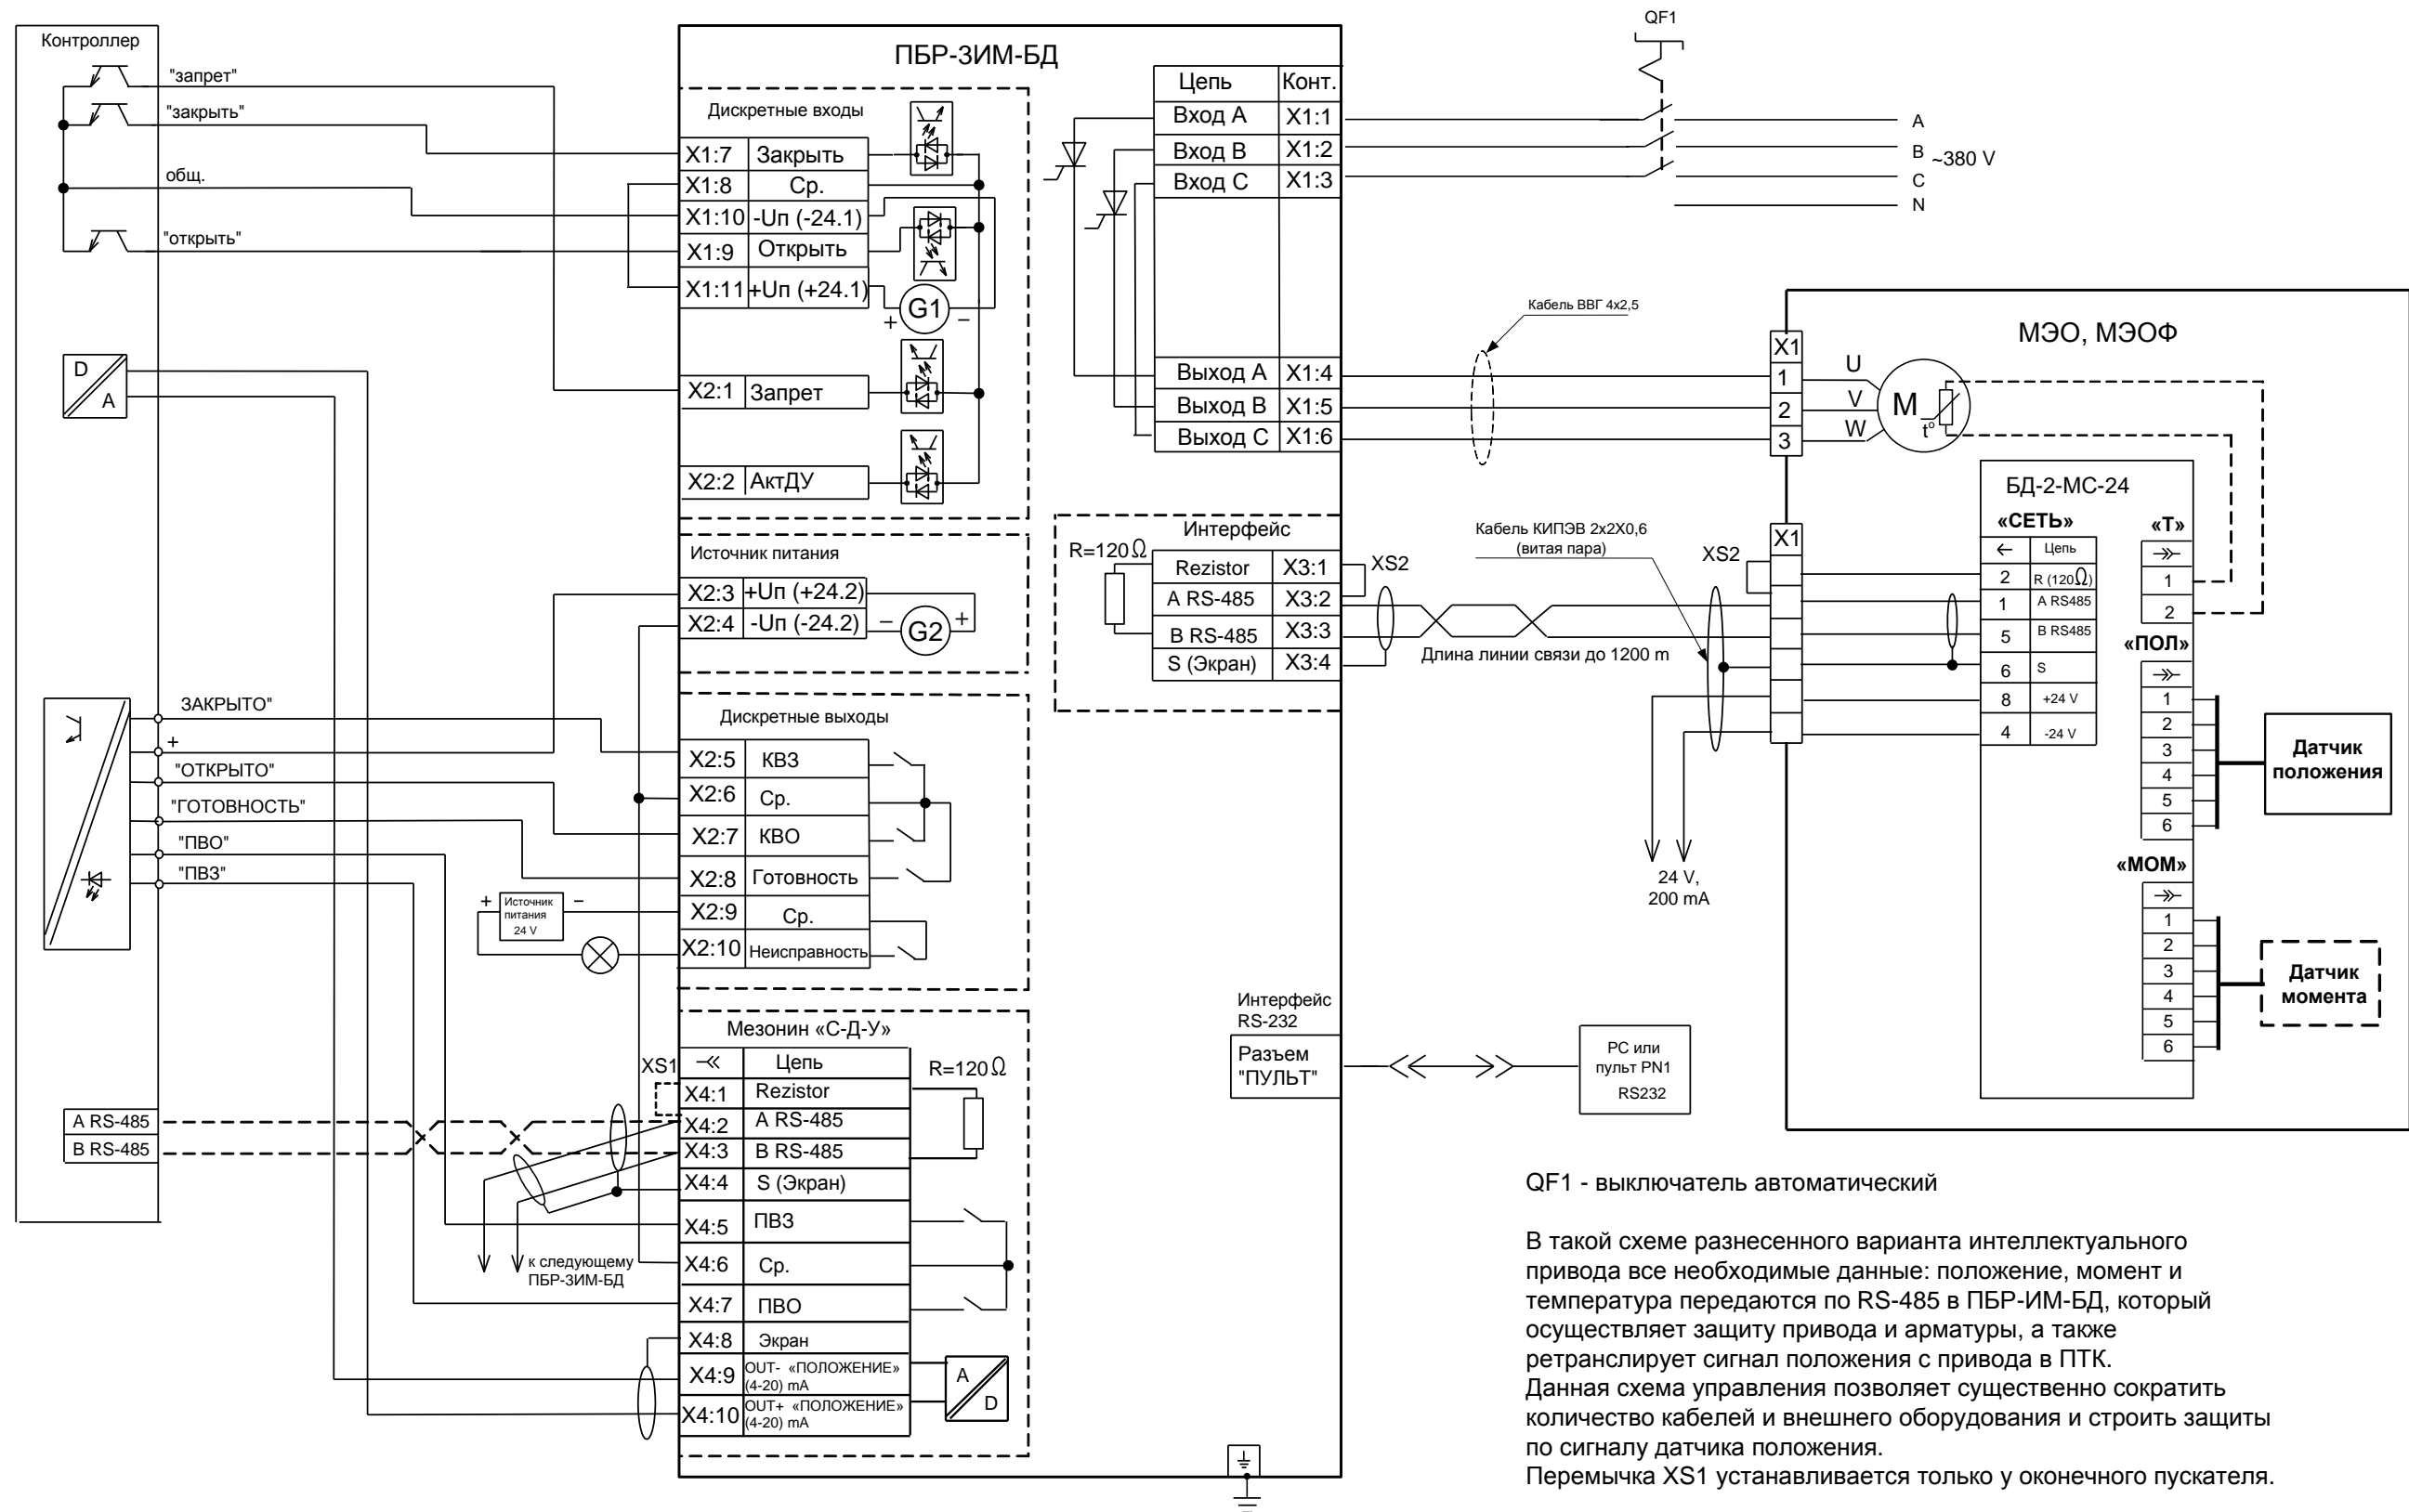 Контроллер
"запрет"
"закрыть"
общ.
"открыть"
D
A
ЗАКРЫТО"
+
"ОТКРЫТО"
"ГОТОВНОСТЬ"
"ПВО"
"ПВЗ"
A RS-485
B RS-485
+
Источник
питания
24 V
−
к следующему
ПБР-3ИМ-БД
ПБР-3ИМ-БД
Дискретные входы
X1:7 Закрыть
X1:8 Ср.
X1:10 -Uп (-24.1)
X1:9 Открыть
X1:11 +Uп (+24.1)
+ G1 −
X2:1 Запрет
X2:2 АктДУ
Источник питания
X2:3 +Uп (+24.2)
X2:4 -Uп (-24.2)
− G2 +
Дискретные выходы
X2:5 КВЗ
X2:6 Ср.
X2:7 КВО
X2:8 Готовность
X2:9 Ср.
X2:10 Неисправность
Мезонин «С-Д-У»
XS1
Цепь
R=120Ω
X4:1 Rezistor
X4:2 A RS-485
X4:3 B RS-485
X4:4 S (Экран)
X4:5 ПВЗ
X4:6 Ср.
X4:7 ПВО
X4:8 Экран
X4:9 OUT- «ПОЛОЖЕНИЕ»
(4-20) mA
X4:10 OUT+ «ПОЛОЖЕНИЕ»
(4-20) mA
A
D
Цепь Конт.
Вход A X1:1
Вход B X1:2
Вход C X1:3
Выход A X1:4
Выход B X1:5
Выход C X1:6
Интерфейс
R=120Ω
Rezistor X3:1
A RS-485 X3:2
B RS-485 X3:3
S (Экран) X3:4
XS2
Интерфейс
RS-232
Разъем
"ПУЛЬТ"
QF1
A
B
C
N
~380 V
Кабель ВВГ 4х2,5
Кабель КИПЭВ 2х2Х0,6
(витая пара)
XS2
Длина линии связи до 1200 m
24 V,
200 mA
РС или
пульт PN1
RS232
МЭО, МЭОФ
X1
1
2
3
U
V
W
M
t°
X1
БД-2-МС-24
«СЕТЬ»
Цепь
2 R (120Ω)
1 A RS485
5 B RS485
6 S
8 +24 V
4 -24 V
«Т»
1
2
«ПОЛ»
1
2
3
4
5
6
Датчик
положения
«МОМ»
1
2
3
4
5
6
Датчик
момента
QF1 - выключатель автоматический
В такой схеме разнесенного варианта интеллектуального
привода все необходимые данные: положение, момент и
температура передаются по RS-485 в ПБР-ИМ-БД, который
осуществляет защиту привода и арматуры, а также
ретранслирует сигнал положения с привода в ПТК.
Данная схема управления позволяет существенно сократить
количество кабелей и внешнего оборудования и строить защиты
по сигналу датчика положения.
Перемычка XS1 устанавливается только у оконечного пускателя.